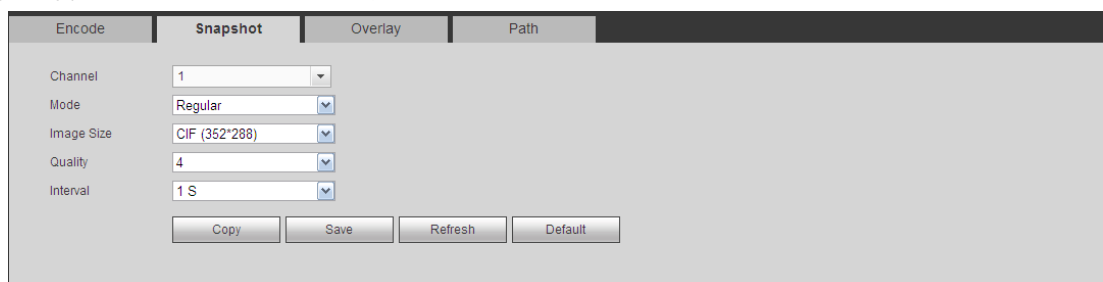 Encode Snapshot Overlay Path
Channel 1
Mode Regular
Image Size CIF (352*288)
Quality 4
Interval 1 S
Copy Save Refresh Default